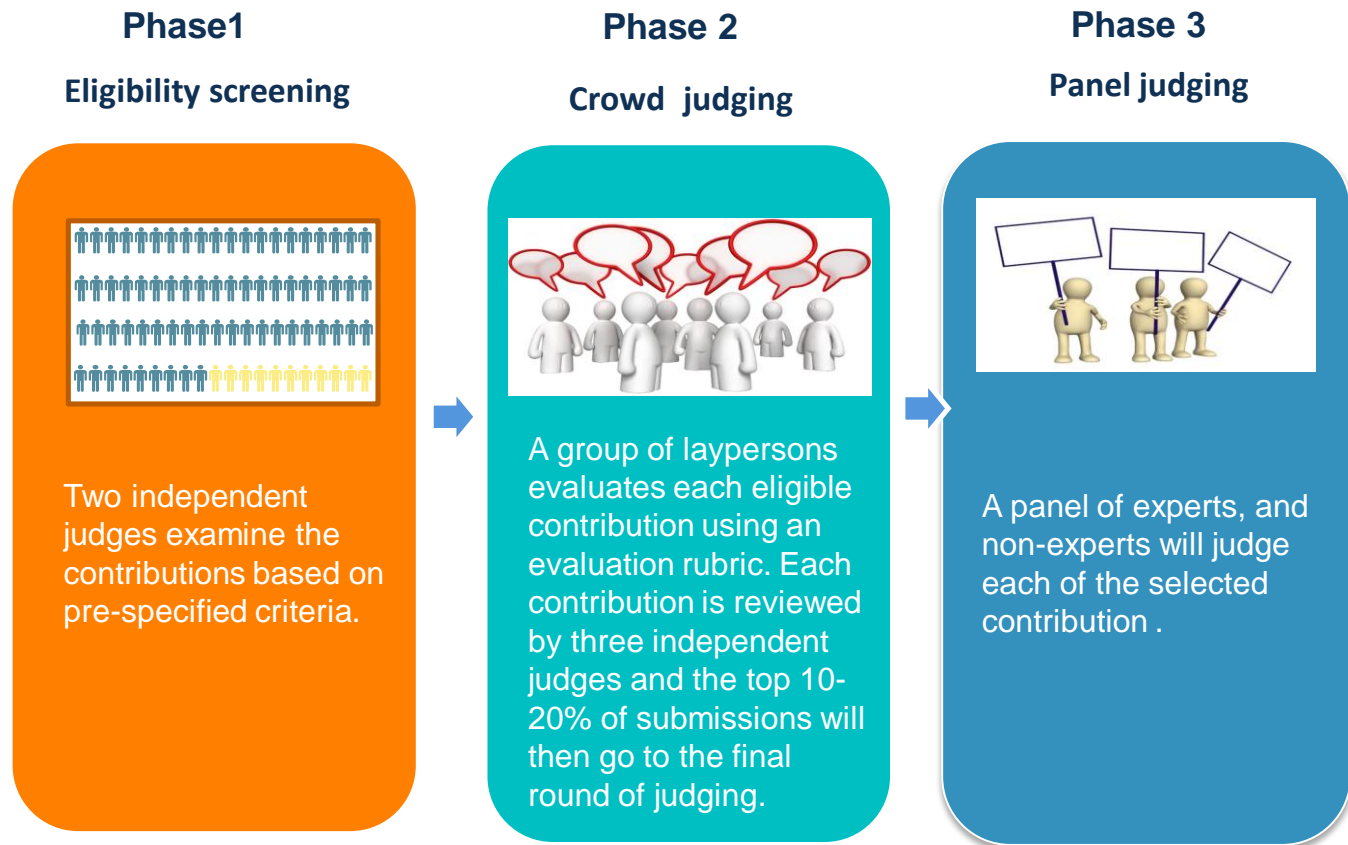 Phase1
Eligibility screening
Two independent
judges examine the
contributions based on
pre-specified criteria.
Phase 2
Crowd  judging
A group of laypersons
evaluates each eligible
contribution using an
evaluation rubric. Each
contribution is reviewed
by three independent
judges and the top 10-
20% of submissions will
then go to the final
round of judging.
Phase 3
Panel judging
A panel of experts, and
non-experts will judge
each of the selected
contribution .